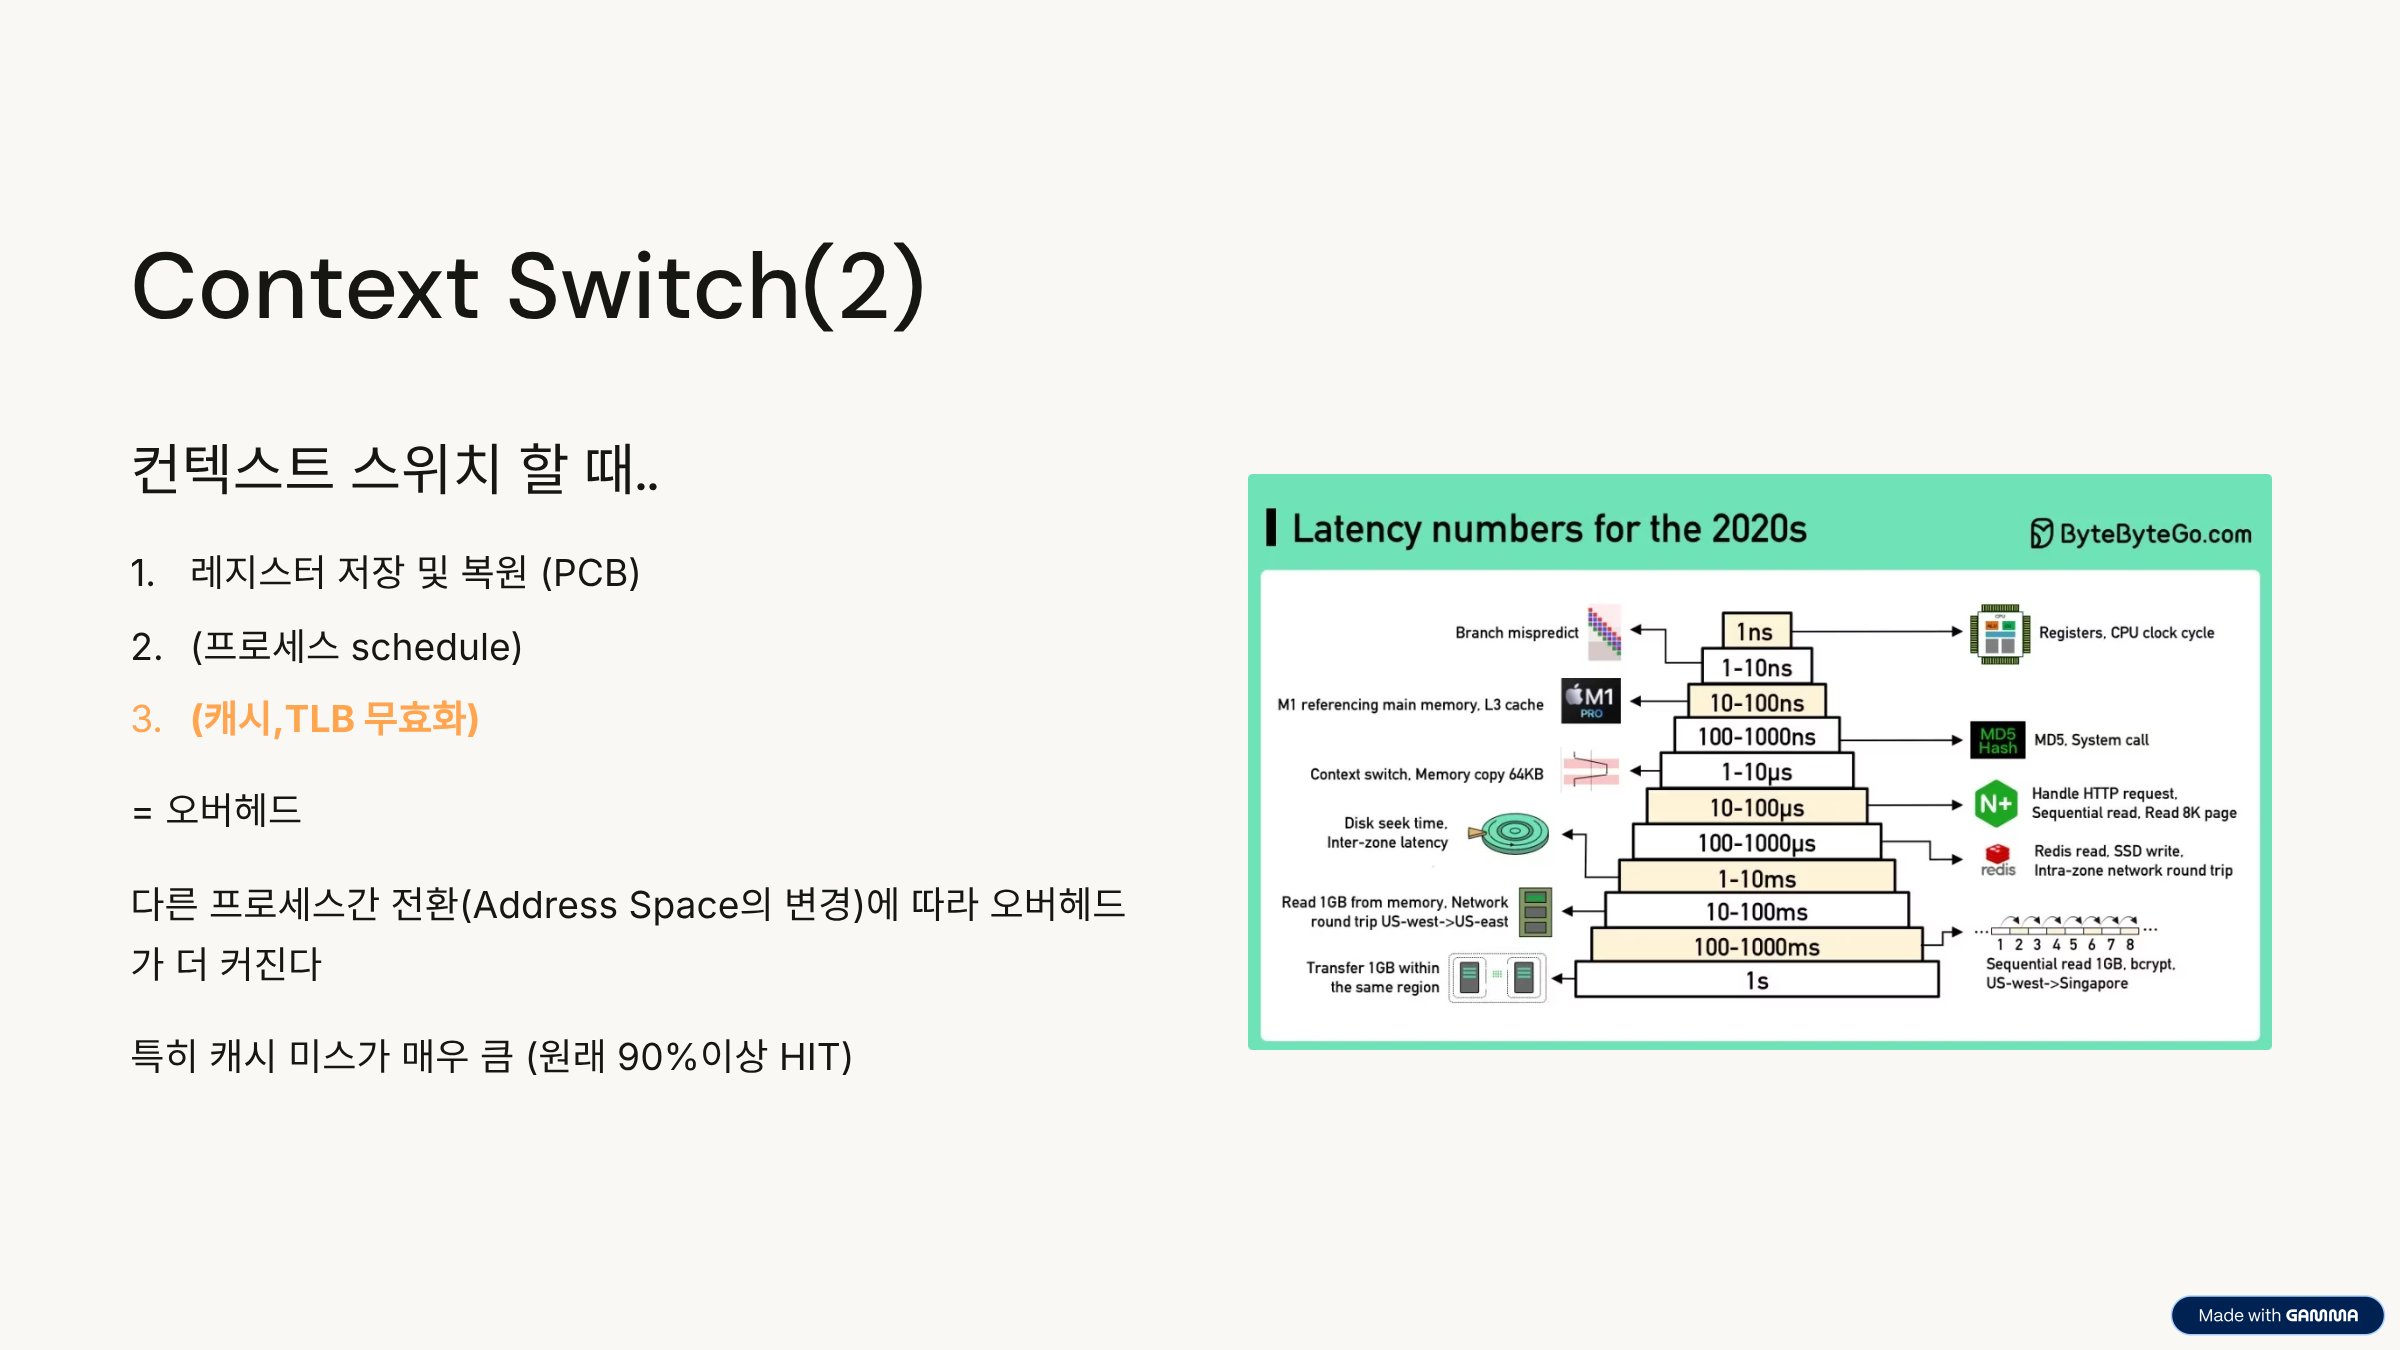 Context Switch(2)
컨텍스트 스위치 할 때..
1. 레지스터 저장 및 복원 (PCB)
2. (프로세스 schedule)
3. (캐시,TLB 무효화)
= 오버헤드
다른 프로세스간 전환(Address Space의 변경)에 따라 오버헤드
가 더 커진다
특히 캐시 미스가 매우 큼 (원래 90%이상 HIT)
Latency numbers for the 2020s
ByteByteGo.com
1ns
Registers, CPU clock cycle
Branch mispredict
1-10ns
M1 referencing main memory, L3 cache
M1
PRO
10-100ns
100-1000ns
MD5
Hash
MD5, System call
Context switch, Memory copy 64KB
1-10µs
10-100µs
N+
Handle HTTP request,
Sequential read, Read 8K page
Disk seek time,
Inter-zone latency
100-1000µs
redis
Redis read, SSD write,
Intra-zone network round trip
1-10ms
Read 1GB from memory, Network
round trip US-west->US-east
10-100ms
100-1000ms
... 1 2 3 4 5 6 7 8 ...
Sequential read 1GB, bcrypt,
US-west->Singapore
Transfer 1GB within
the same region
1s
Made with GAMMA